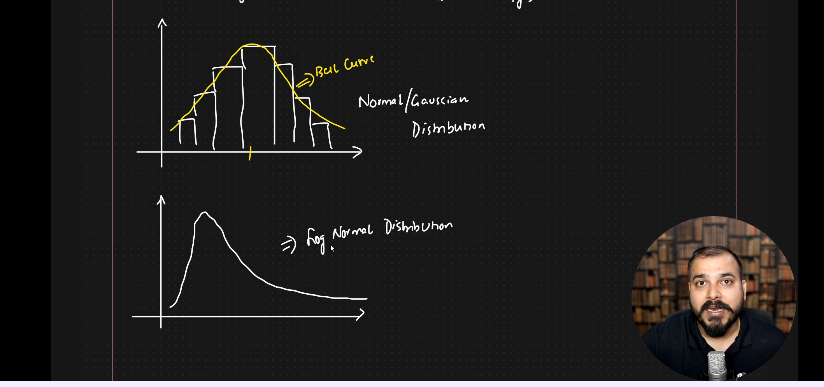 Bell Curve
Normal/Gaussian
Distribution
Log Normal Distribution